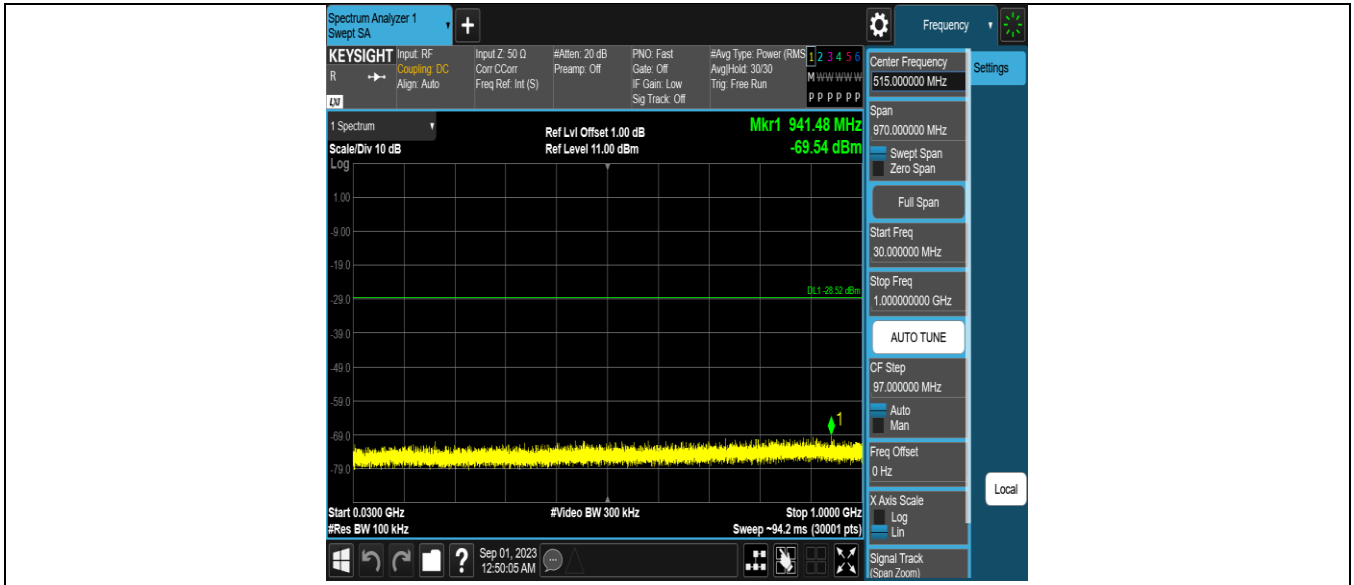 Spectrum Analyzer 1
Swept SA
+
Frequency
KEYSIGHT
R
LXI
Input: RF
Coupling: DC
Align: Auto
Input Z: 50 Ω
Corr CCorr
Freq Ref: Int (S)
#Atten: 20 dB
Preamp: Off
PNO: Fast
Gate: Off
IF Gain: Low
Sig Track: Off
#Avg Type: Power (RMS
Avg|Hold: 30/30
Trig: Free Run
1 2 3 4 5 6
M W W W W W
P P P P P P
1 Spectrum
Scale/Div 10 dB
Log
Ref Lvl Offset 1.00 dB
Ref Level 11.00 dBm
Mkr1 941.48 MHz
-69.54 dBm
1.00
-9.00
-19.0
-29.0
-39.0
-49.0
-59.0
-69.0
-79.0
DL1 -28.52 dBm
1
Start 0.0300 GHz
#Res BW 100 kHz
#Video BW 300 kHz
Stop 1.0000 GHz
Sweep ~94.2 ms (30001 pts)
?
Sep 01, 2023
12:50:05 AM
Center Frequency
515.000000 MHz
Span
970.000000 MHz
Swept Span
Zero Span
Full Span
Start Freq
30.000000 MHz
Stop Freq
1.000000000 GHz
AUTO TUNE
CF Step
97.000000 MHz
Auto
Man
Freq Offset
0 Hz
X Axis Scale
Log
Lin
Signal Track
(Span Zoom)
Settings
Local